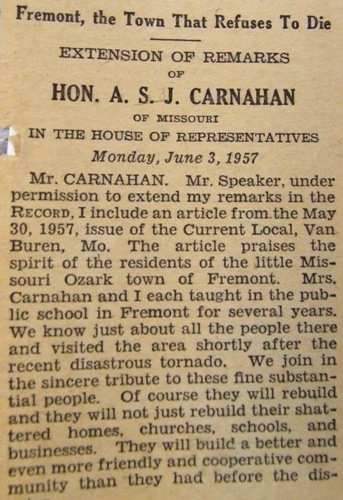 Fremont, the Town That Refuses To Die
EXTENSION OF REMARKS
OF
HON. A. S. J. CARNAHAN
OF MISSOURI
IN THE HOUSE OF REPRESENTATIVES
Monday, June 3, 1957
Mr. CARNAHAN. Mr. Speaker, under
permission to extend my remarks in the
RECORD, I include an article from the May
30, 1957, issue of the Current Local, Van
Buren, Mo. The article praises the
spirit of the residents of the little Mis-
souri Ozark town of Fremont. Mrs.
Carnahan and I each taught in the pub-
lic school in Fremont for several years.
We know just about all the people there
and visited the area shortly after the
recent disastrous tornado. We join in
the sincere tribute to these fine substan-
tial people. Of course they will rebuild
and they will not just rebuild their shat-
tered homes, churches, schools, and
businesses. They will build a better and
even more friendly and cooperative com-
munity than they had before the dis-